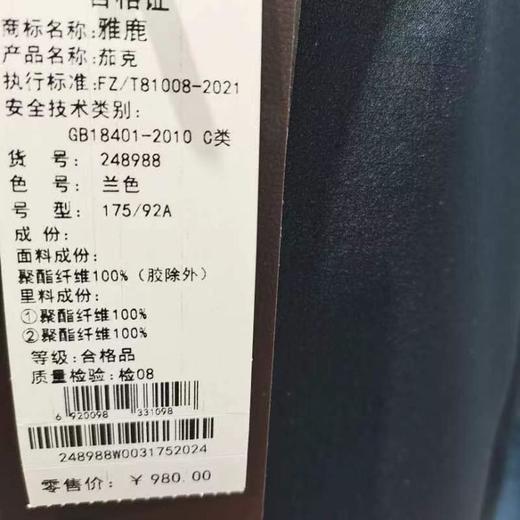 合格证
商标名称: 雅鹿
产品名称: 茄克
执行标准:FZ/T81008-2021
安全技术类别:
GB18401-2010 C类
货 号: 248988
色 号: 兰色
号 型: 175/92A
成 份:
面料成份:
聚酯纤维100%（胶除外）
里料成份:
①聚酯纤维100%
②聚酯纤维100%
等级:合格品
质量检验:检08
6 920098 331098
248988W0031752024
零售价: ￥980.00